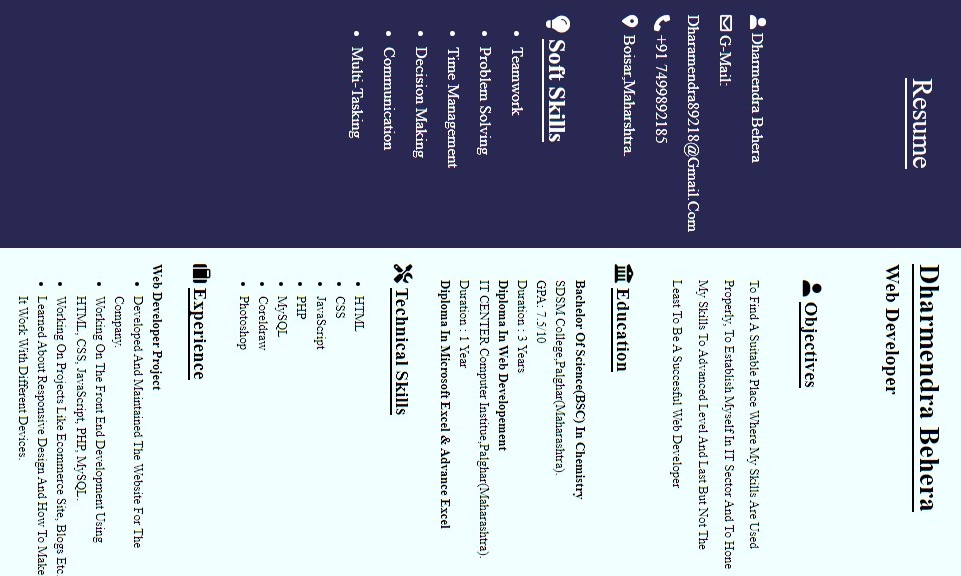 Resume
Dharmendra Behera
G-Mail:
Dharamendra89218@Gmail.Com
+91 7499892185
Boisar,Maharshtra.
Soft Skills
• Teamwork
• Problem Solving
• Time Management
• Decision Making
• Communication
• Multi-Tasking
Dharmendra Behera
Web Developer
Objectives
To Find A Suitable Place Where My Skills Are Used
Properly, To Establish Myself In IT Sector And To Hone
My Skills To Advanced Level And Last But Not The
Least To Be A Succesful Web Developer
Education
Bachelor Of Science(BSC) In Chemistry
SDSM College,Palghar(Maharashtra).
GPA: 7.5/10
Duration : 3 Years
Diploma In Web Developement
IT CENTER Computer Institue,Palghar(Maharashtra).
Duration : 1 Year
Diploma In Microsoft Excel & Advance Excel
Technical Skills
• HTML
• CSS
• JavaScript
• PHP
• MySQL
• Coreldraw
• Photoshop
Experience
Web Developer Project
• Developed And Maintained The Website For The
Company.
• Working On The Front End Development Using
HTML, CSS, JavaScript, PHP, MySQL.
• Working On Projects Like Ecommerce Site, Blogs Etc.
• Learned About Responsive Design And How To Make
It Work With Different Devices.